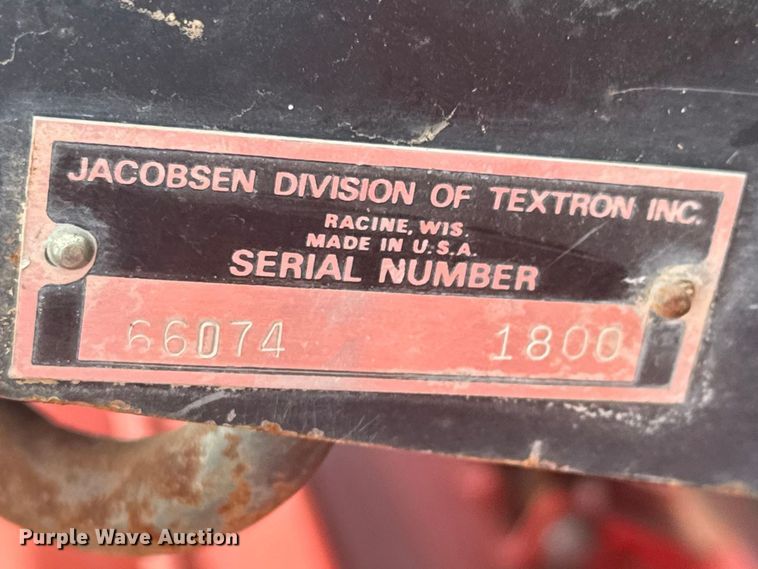 JACOBSEN DIVISION OF TEXTRON INC.
RACINE, WIS.
MADE IN U.S.A.
SERIAL NUMBER
66074 1800
Purple Wave Auction